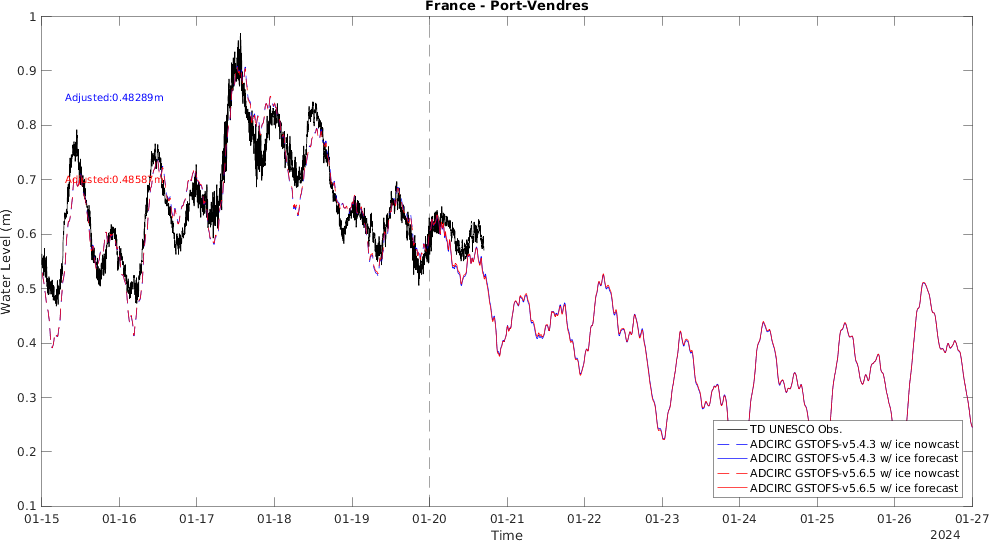 France - Port-Vendres
1
0.9
0.8
0.7
0.6
0.5
0.4
0.3
0.2
0.1
Water Level (m)
Adjusted:0.48289m
TD UNESCO Obs.
ADCIRC GSTOFS-v5.4.3 w/ ice nowcast
ADCIRC GSTOFS-v5.4.3 w/ ice forecast
ADCIRC GSTOFS-v5.6.5 w/ ice nowcast
ADCIRC GSTOFS-v5.6.5 w/ ice forecast
01-15 01-16 01-17 01-18 01-19 01-20 01-21 01-22 01-23 01-24 01-25 01-26 01-27
Time
2024